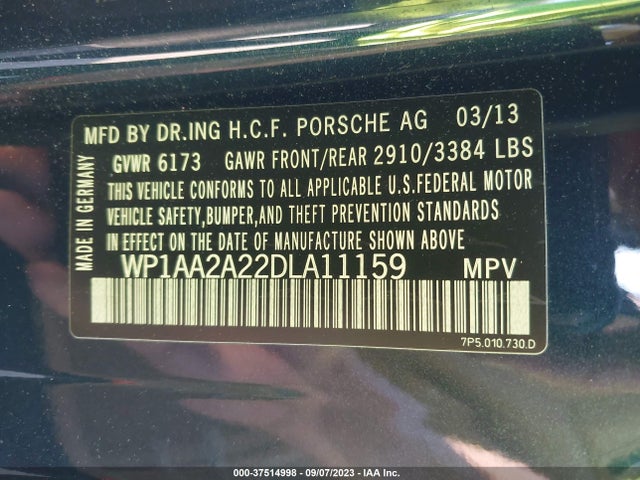 MADE IN GERMANY
MFD BY DR.ING H.C.F. PORSCHE AG 03/13
GVWR 6173 GAWR FRONT/REAR 2910/3384 LBS
THIS VEHICLE CONFORMS TO ALL APPLICABLE U.S.FEDERAL MOTOR
VEHICLE SAFETY,BUMPER,AND THEFT PREVENTION STANDARDS
IN EFFECT ON THE DATE OF MANUFACTURE SHOWN ABOVE
WP1AA2A22DLA11159 MPV
7P5.010.730.D
000-37514998 - 09/07/2023 - IAA Inc.